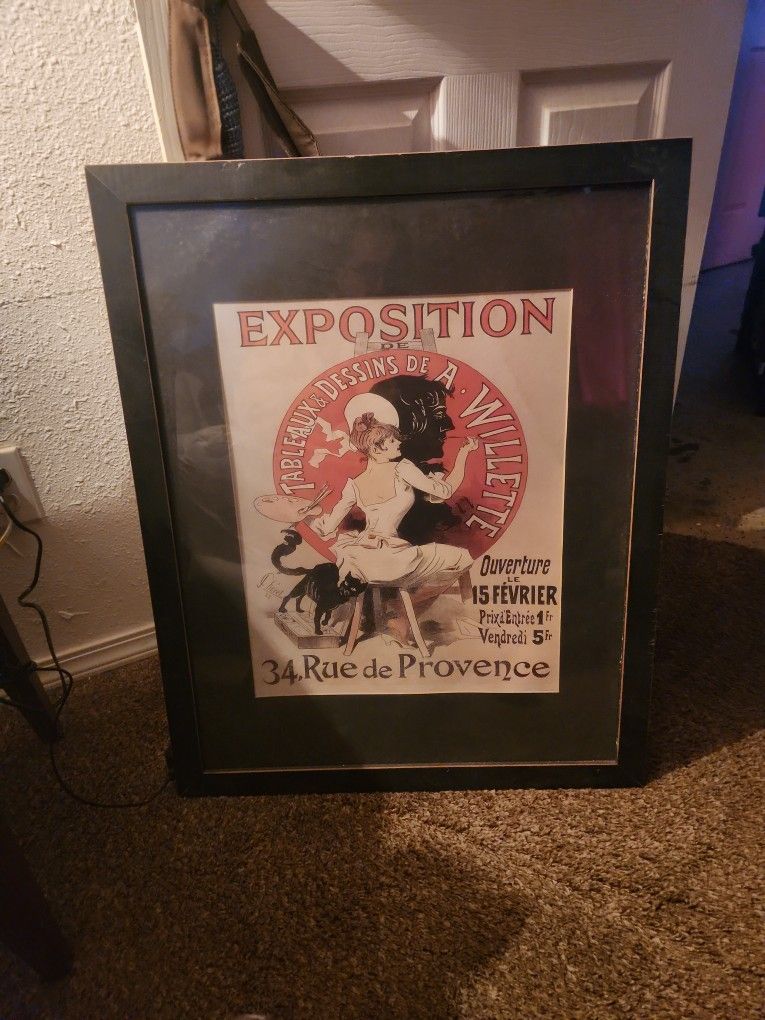 EXPOSITION
DE
TABLEAUX & DESSINS DE A. WILLETTE
Ouverture
LE
15 FÉVRIER
Prix d'Entrée 1 Fr
Vendredi 5 Fr
34, Rue de Provence